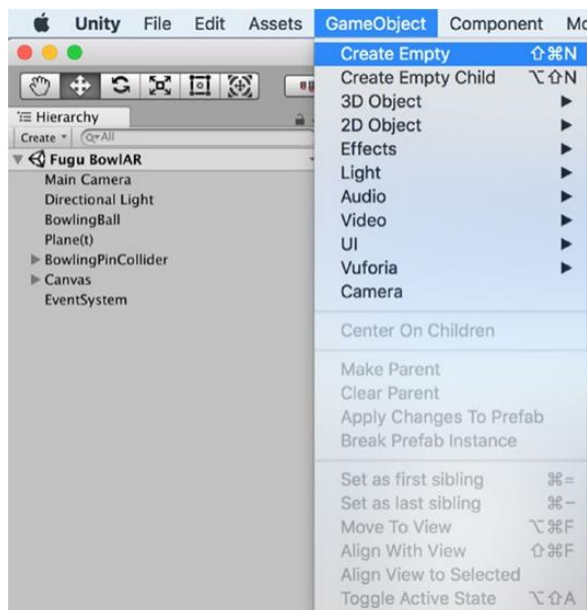 Unity File Edit Assets GameObject Component Mo
Hierarchy
Create All
Fugu BowlAR
Main Camera
Directional Light
BowlingBall
Plane(t)
BowlingPinCollider
Canvas
EventSystem
Create Empty ⇧⌘N
Create Empty Child ⌥⇧N
3D Object
2D Object
Effects
Light
Audio
Video
UI
Vuforia
Camera
Center On Children
Make Parent
Clear Parent
Apply Changes To Prefab
Break Prefab Instance
Set as first sibling ⌘=
Set as last sibling ⌘-
Move To View ⌥⌘F
Align With View ⇧⌘F
Align View to Selected
Toggle Active State ⌥⇧A